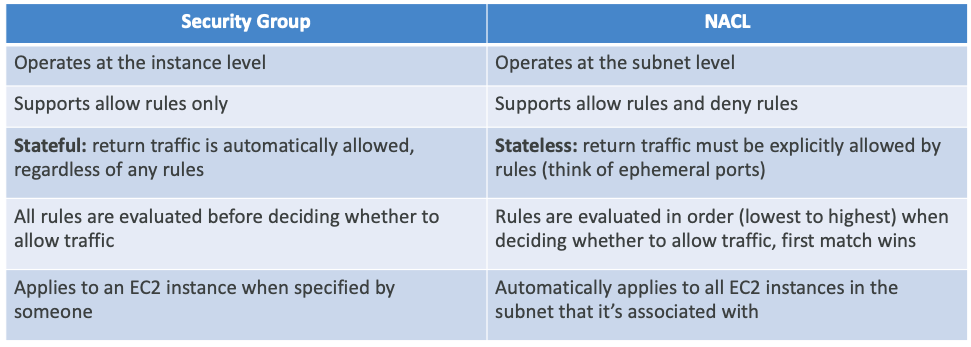 Security Group
NACL
Operates at the instance level
Operates at the subnet level
Supports allow rules only
Supports allow rules and deny rules
Stateful: return traffic is automatically allowed,
regardless of any rules
Stateless: return traffic must be explicitly allowed by
rules (think of ephemeral ports)
All rules are evaluated before deciding whether to
allow traffic
Rules are evaluated in order (lowest to highest) when
deciding whether to allow traffic, first match wins
Applies to an EC2 instance when specified by
someone
Automatically applies to all EC2 instances in the
subnet that it’s associated with